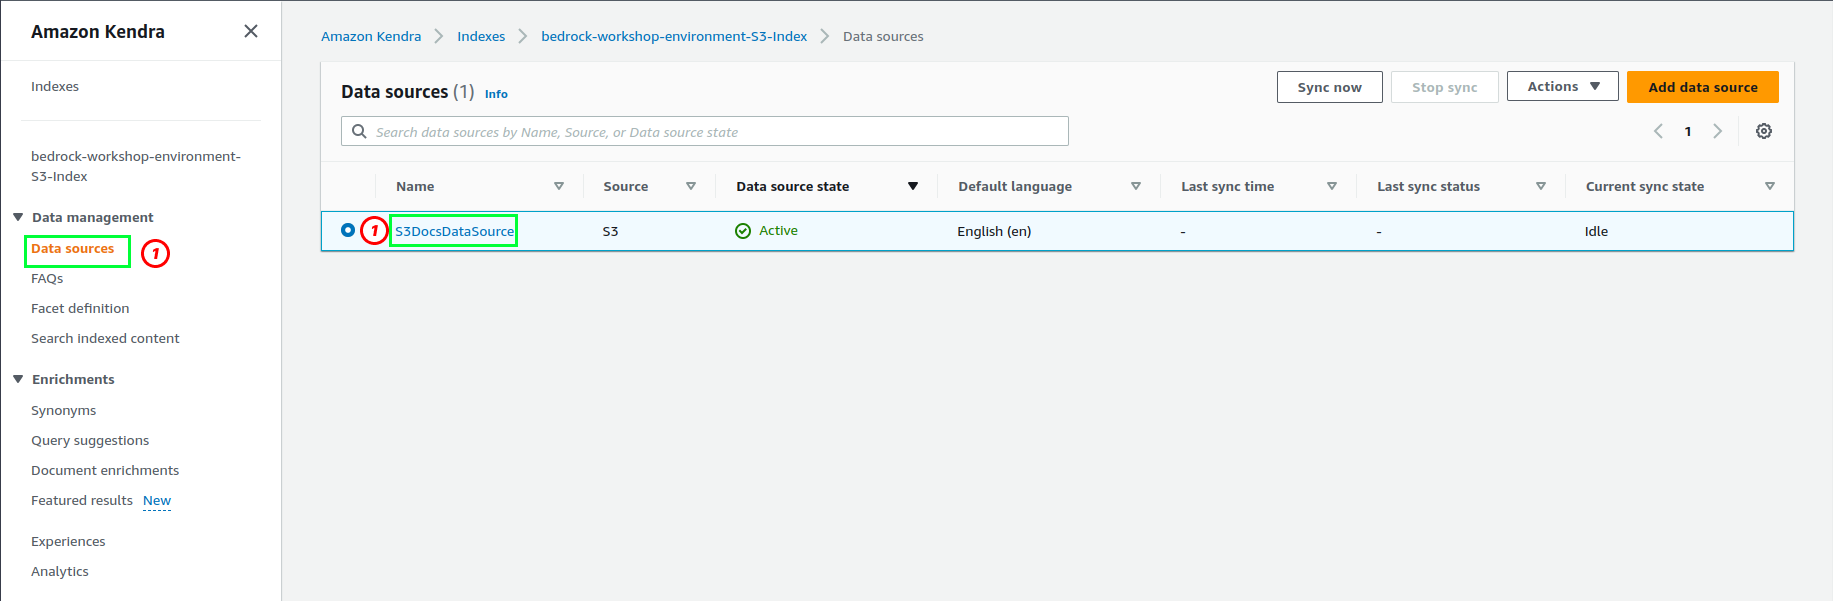 Amazon Kendra
Indexes
bedrock-workshop-environment-
S3-Index
Data management
Data sources 1
FAQs
Facet definition
Search indexed content
Enrichments
Synonyms
Query suggestions
Document enrichments
Featured results New
Experiences
Analytics
Amazon Kendra Indexes bedrock-workshop-environment-S3-Index Data sources
Data sources (1) Info
Sync now Stop sync Actions Add data source
Search data sources by Name, Source, or Data source state
1
Name Source Data source state Default language Last sync time Last sync status Current sync state
1 S3DocsDataSource S3 Active English (en) - - Idle